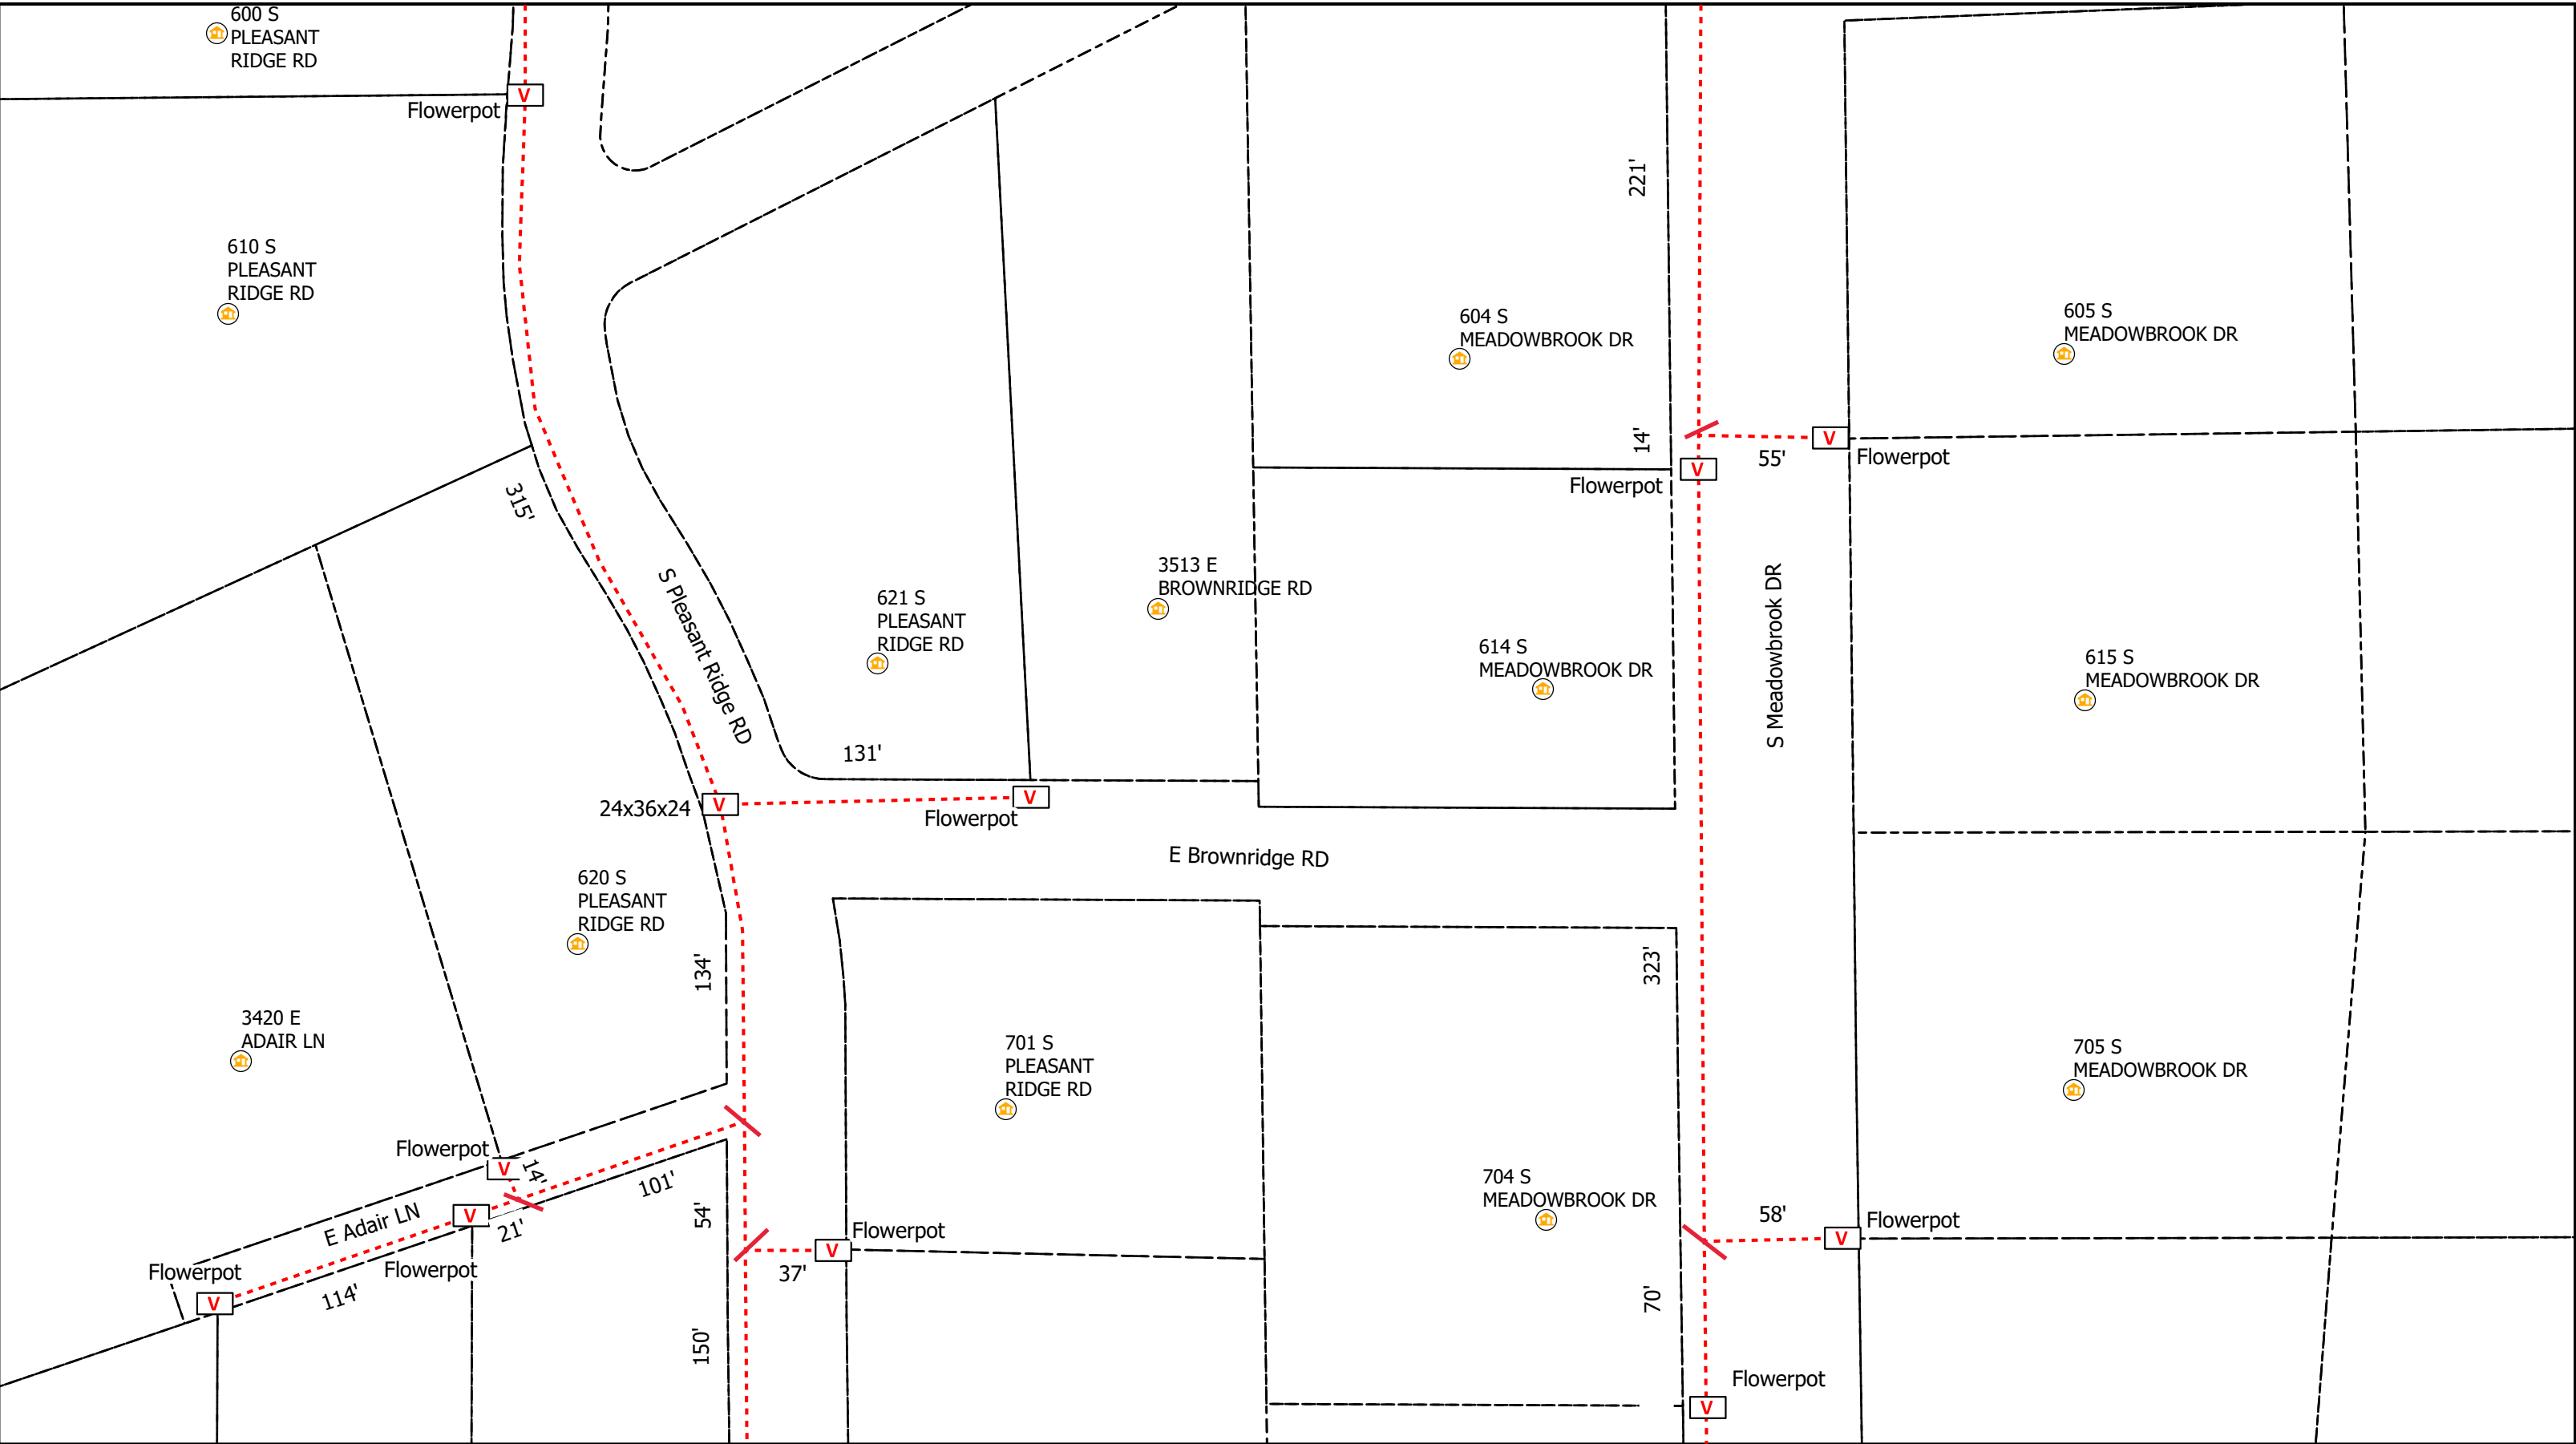 600 S
PLEASANT
RIDGE RD
V
Flowerpot
221'
610 S
PLEASANT
RIDGE RD
604 S
MEADOWBROOK DR
605 S
MEADOWBROOK DR
14'
V
55'
Flowerpot
V
Flowerpot
315'
S Pleasant Ridge RD
3513 E
BROWNRIDGE RD
621 S
PLEASANT
RIDGE RD
614 S
MEADOWBROOK DR
S Meadowbrook DR
615 S
MEADOWBROOK DR
131'
24x36x24
V
V
Flowerpot
E Brownridge RD
620 S
PLEASANT
RIDGE RD
134'
323'
3420 E
ADAIR LN
701 S
PLEASANT
RIDGE RD
705 S
MEADOWBROOK DR
Flowerpot
V
14'
101'
704 S
MEADOWBROOK DR
E Adair LN
V
21'
54'
Flowerpot
V
37'
58'
V
Flowerpot
Flowerpot
Flowerpot
V
114'
150'
70'
Flowerpot
V